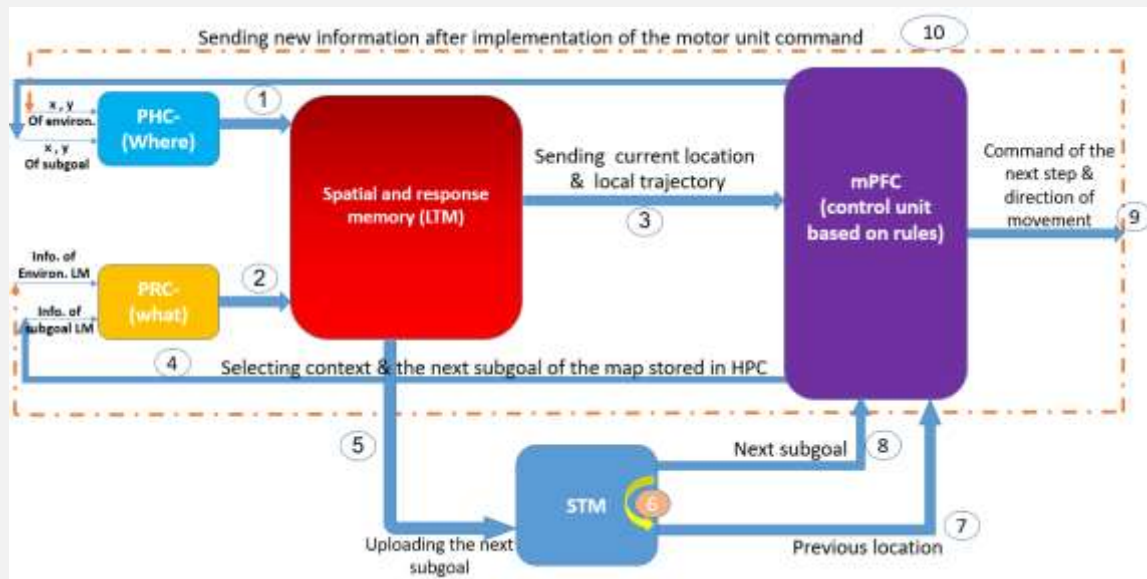 Sending new information after implementation of the motor unit command
10
x , y
Of environ.
x , y
Of subgoal
PHC-
(Where)
1
Spatial and response
memory (LTM)
Sending current location
& local trajectory
3
mPFC
(control unit
based on rules)
Command of the
next step &
direction of
movement
9
Info. of
Environ. LM
Info. of
subgoal LM
PRC-
(what)
2
4
Selecting context & the next subgoal of the map stored in HPC
5
Uploading the next
subgoal
STM
6
Next subgoal
8
7
Previous location